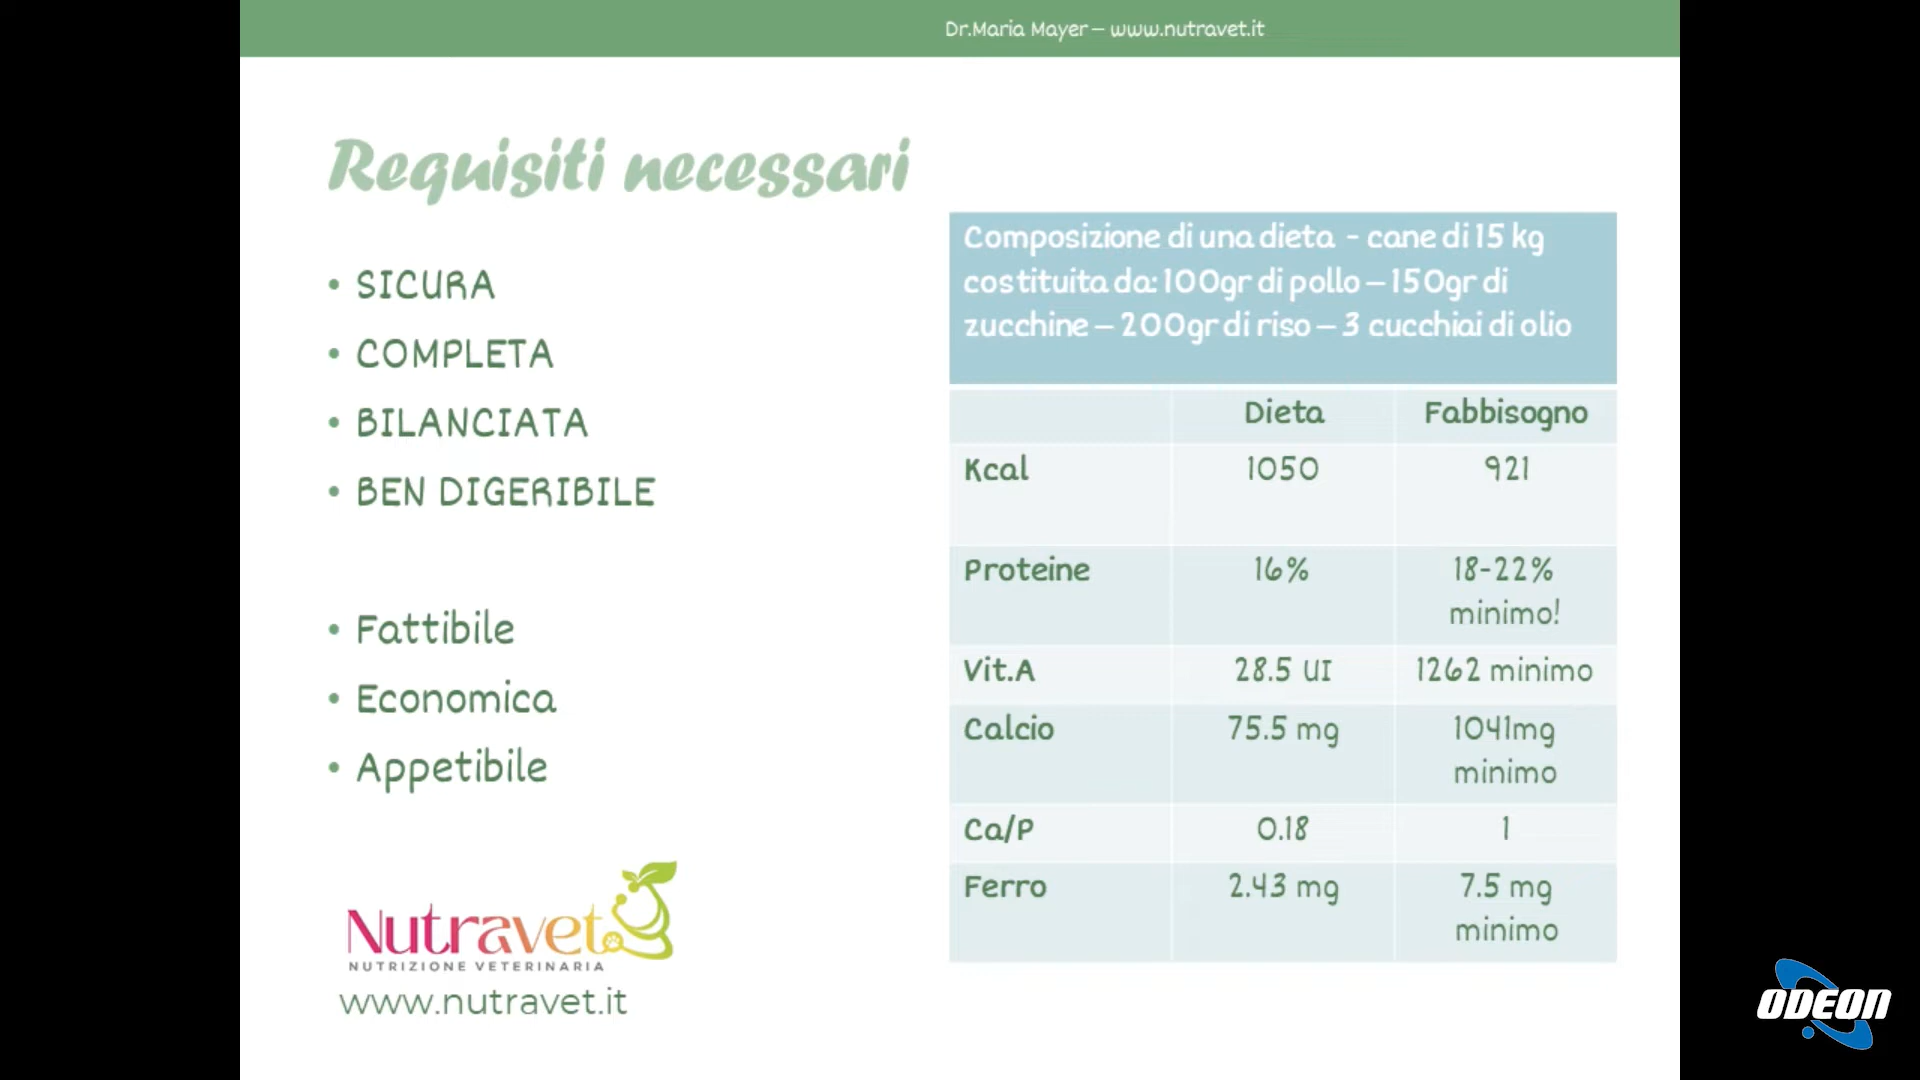 Dr.Maria Mayer – www.nutravet.it
Requisiti necessari
• SICURA
• COMPLETA
• BILANCIATA
• BEN DIGERIBILE
• Fattibile
• Economica
• Appetibile
Nutravet
NUTRIZIONE VETERINARIA
www.nutravet.it
Composizione di una dieta - cane di 15 kg
costituita da: 100gr di pollo – 150gr di
zucchine – 200gr di riso – 3 cucchiai di olio
Dieta Fabbisogno
Kcal 1050 921
Proteine 16% 18-22%
minimo!
Vit.A 28.5 UI 1262 minimo
Calcio 75.5 mg 1041mg
minimo
Ca/P 0.18 1
Ferro 2.43 mg 7.5 mg
minimo
ODEON